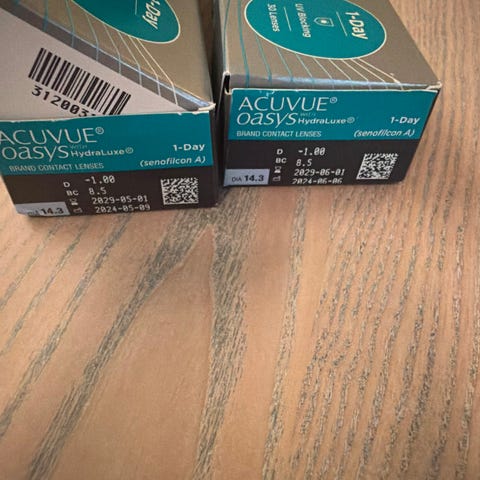 1-Day
312003
ACUVUE®
OASYS WITH HydraLuxe®
1-Day
BRAND CONTACT LENSES
(senofilcon A)
D -1.00
BC 8.5
2029-05-01
DIA 14.3
2024-05-09
1-Day
UV Blocking
30 Lenses
ACUVUE®
OASYS WITH HydraLuxe®
1-Day
BRAND CONTACT LENSES
(senofilcon A)
D -1.00
BC 8.5
2029-06-01
DIA 14.3
2024-06-06